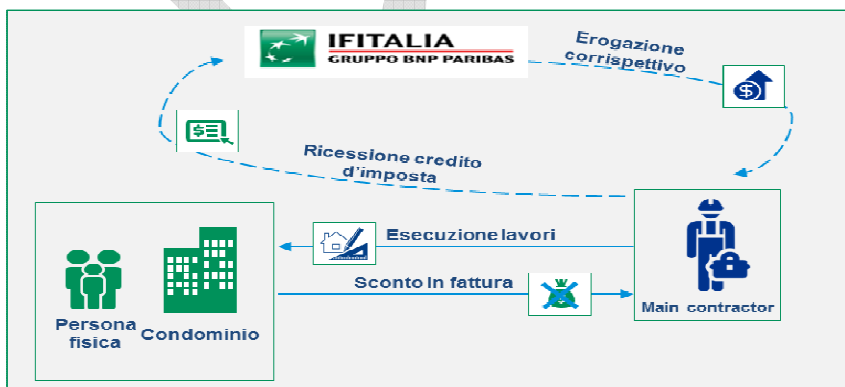 IFITALIA
GRUPPO BNP PARIBAS
Erogazione
corrispettivo
Ricessione credito
d'imposta
Esecuzione lavori
Sconto in fattura
Persona
fisica
Condominio
Main contractor